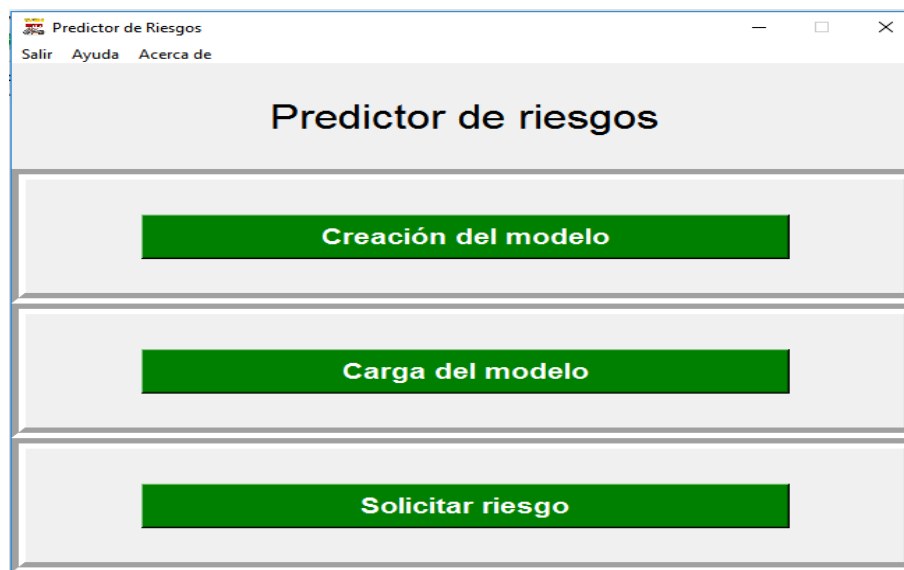 Predictor de Riesgos
Salir Ayuda Acerca de
Predictor de riesgos
Creación del modelo
Carga del modelo
Solicitar riesgo